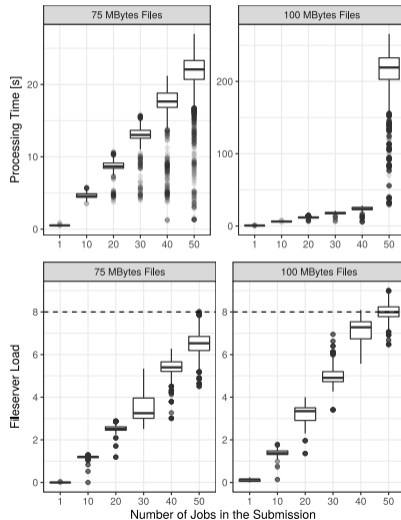 75 MBytes Files
100 MBytes Files
Processing Time [s]
20
10
0
200
100
0
1 10 20 30 40 50
1 10 20 30 40 50
75 MBytes Files
100 MBytes Files
Fileserver Load
8
6
4
2
0
8
6
4
2
0
1 10 20 30 40 50
1 10 20 30 40 50
Number of Jobs in the Submission